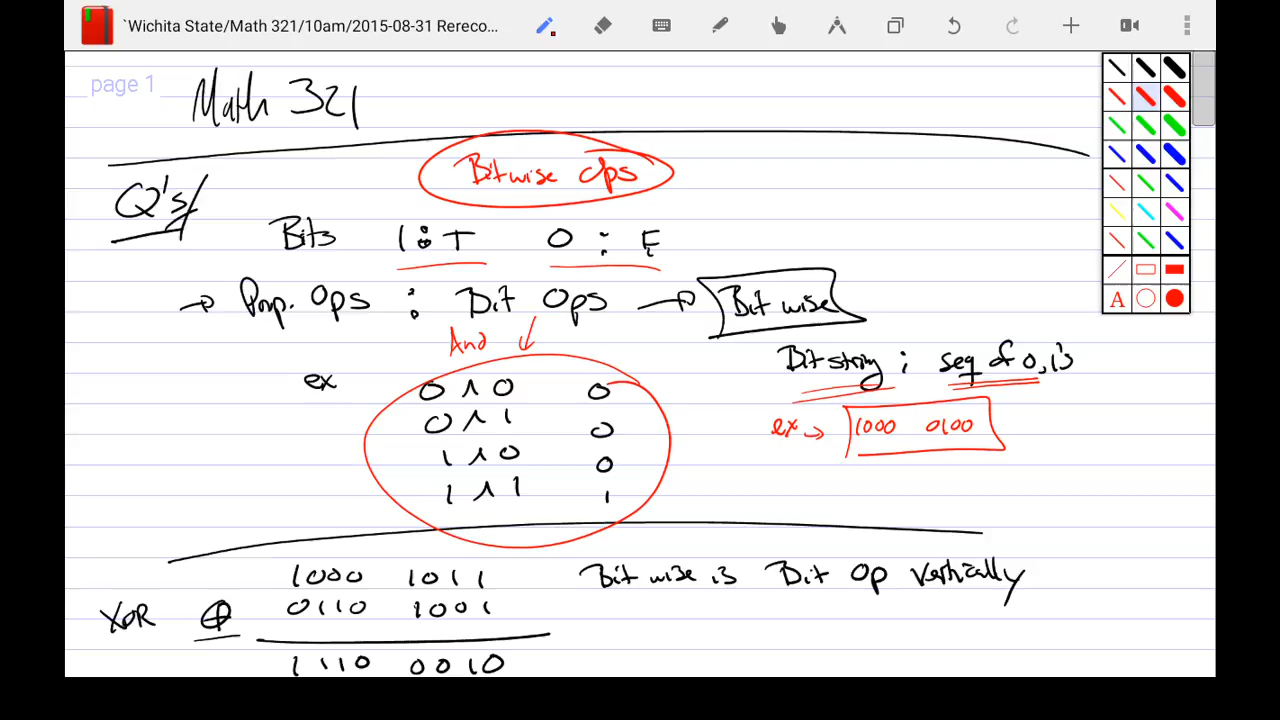 `Wichita State/Math 321/10am/2015-08-31 Rereco...
page 1
Math 321
Bitwise Ops
Q's/
Bits 1 : T 0 : F
→ Prop. Ops : Bit Ops → Bit wise
And ↓
Bitstring : seq of 0,1's
ex
0 ∧ 0 0
0 ∧ 1 0
1 ∧ 0 0
1 ∧ 1 1
ex → 1000 0100
1000 1011 Bit wise is Bit Op vertically
XOR ⊕ 0110 1001
1110 0010
A